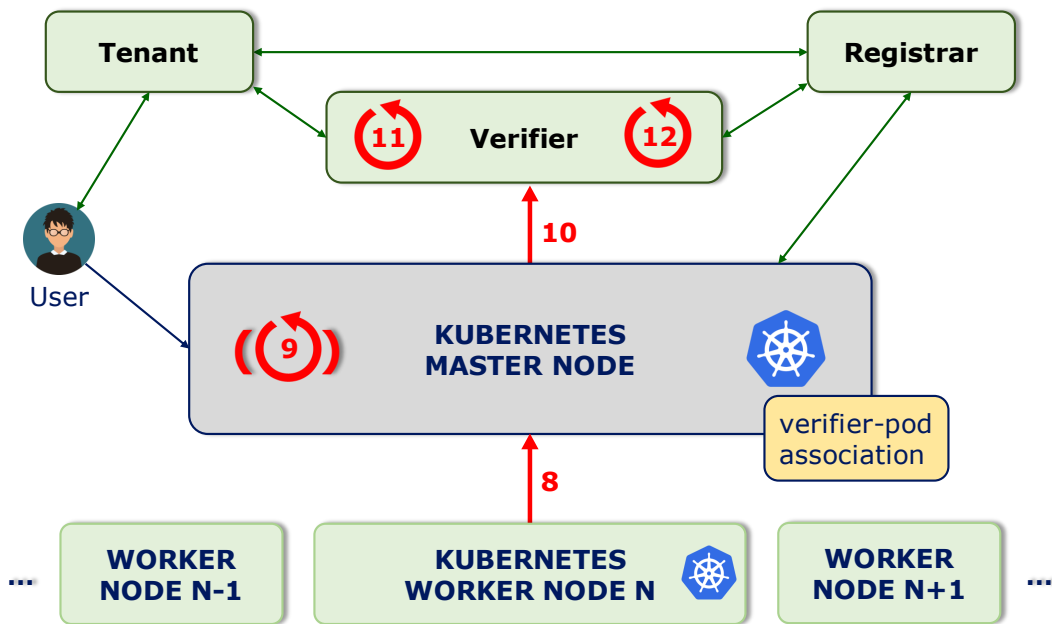 Tenant
Registrar
11
Verifier
12
10
User
(9)
KUBERNETES
MASTER NODE
verifier-pod
association
8
...
WORKER
NODE N-1
KUBERNETES
WORKER NODE N
WORKER
NODE N+1
...